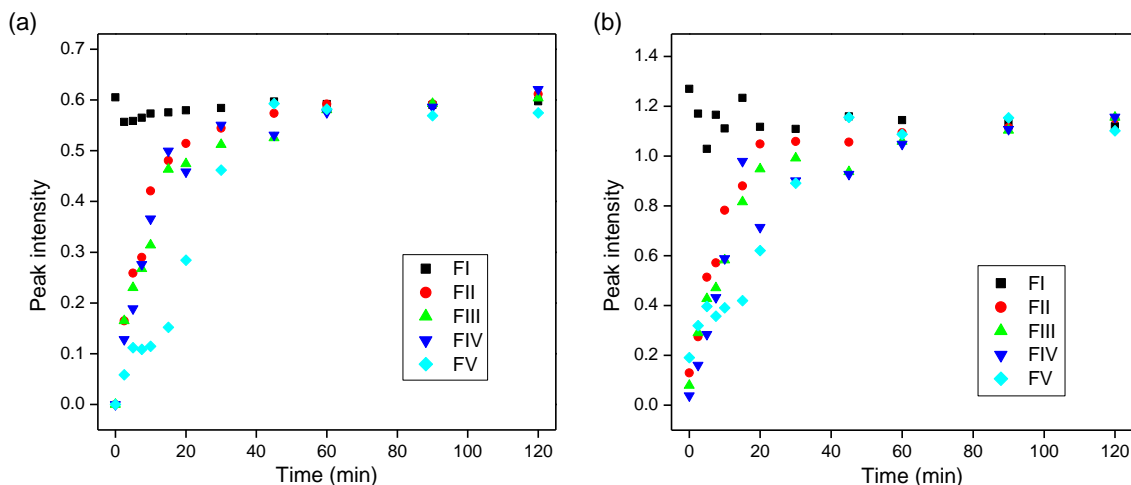 (a)
0.7
0.6
0.5
0.4
0.3
0.2
0.1
0.0
Peak intensity
FI
FII
FIII
FIV
FV
0 20 40 60 80 100 120
Time (min)
(b)
1.4
1.2
1.0
0.8
0.6
0.4
0.2
0.0
Peak intensity
FI
FII
FIII
FIV
FV
0 20 40 60 80 100 120
Time (min)